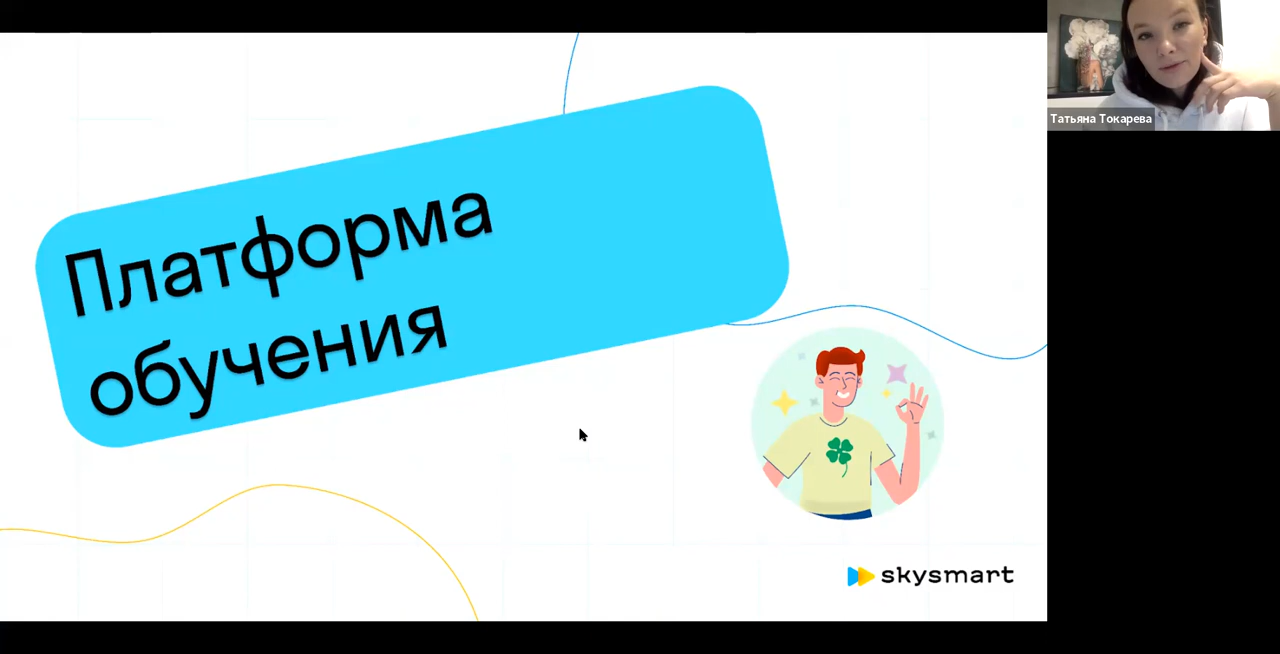 Платформа
обучения
skysmart
Татьяна Токарева